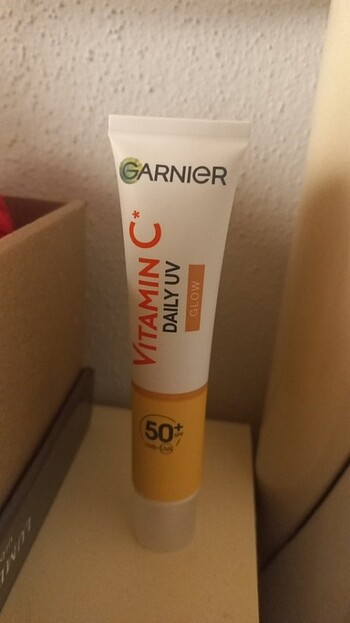 GARNIER
VITAMIN C*
DAILY UV
GLOW
50+